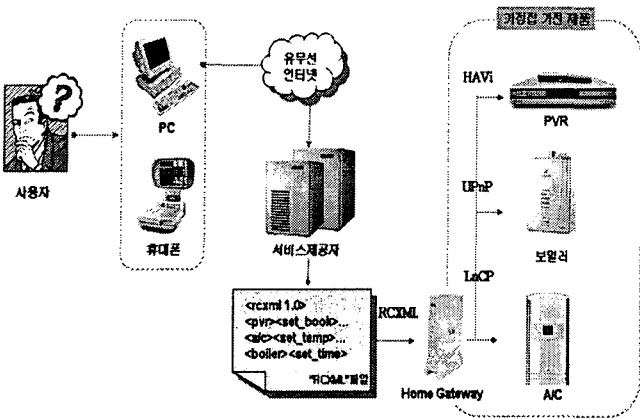 가정집 가전 제품
유무선
인터넷
HAVi
PC
PVR
사용자
UPnP
휴대폰
서비스제공자
보일러
LnCP
<rcxml 1.0>
<pvr><set_book>...
<a/c><set_temp>...
<boiler><set_time>
"RCXML"파일
RCXML
Home Gateway
A/C